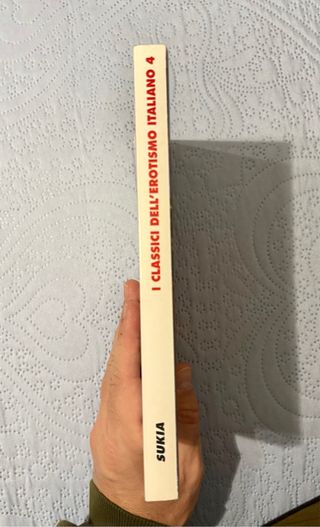 I CLASSICI DELL'EROTISMO ITALIANO 4
SUKIA